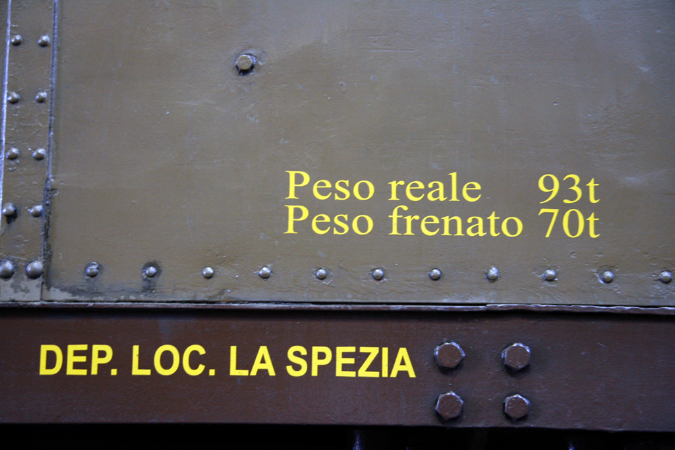 Peso reale 93t
Peso frenato 70t
DEP. LOC. LA SPEZIA